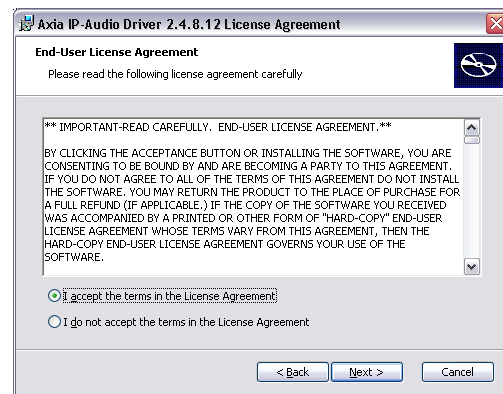 Axia IP-Audio Driver 2.4.8.12 License Agreement
End-User License Agreement
Please read the following license agreement carefully
** IMPORTANT-READ CAREFULLY.  END-USER LICENSE AGREEMENT.**
BY CLICKING THE ACCEPTANCE BUTTON OR INSTALLING THE SOFTWARE, YOU ARE
CONSENTING TO BE BOUND BY AND ARE BECOMING A PARTY TO THIS AGREEMENT.
IF YOU DO NOT AGREE TO ALL OF THE TERMS OF THIS AGREEMENT DO NOT INSTALL
THE SOFTWARE. YOU MAY RETURN THE PRODUCT TO THE PLACE OF PURCHASE FOR
A FULL REFUND (IF APPLICABLE.) IF THE COPY OF THE SOFTWARE YOU RECEIVED
WAS ACCOMPANIED BY A PRINTED OR OTHER FORM OF "HARD-COPY" END-USER
LICENSE AGREEMENT WHOSE TERMS VARY FROM THIS AGREEMENT, THEN THE
HARD-COPY END-USER LICENSE AGREEMENT GOVERNS YOUR USE OF THE
SOFTWARE.
I accept the terms in the License Agreement
I do not accept the terms in the License Agreement
< Back
Next >
Cancel